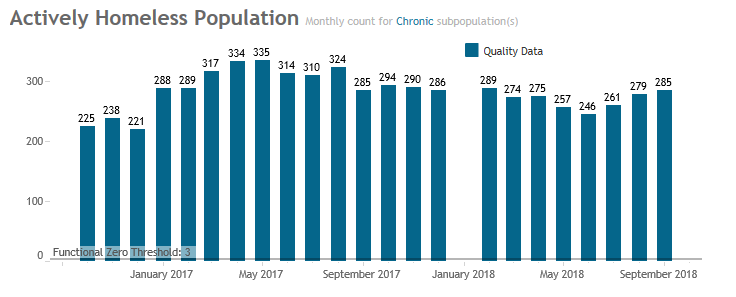 Actively Homeless Population Monthly count for Chronic subpopulation(s)
Quality Data
225 238 221 288 289 317 334 335 314 310 324 285 294 290 286 289 274 275 257 246 261 279 285
300
200
100
0
Functional Zero Threshold: 3
January 2017 May 2017 September 2017 January 2018 May 2018 September 2018